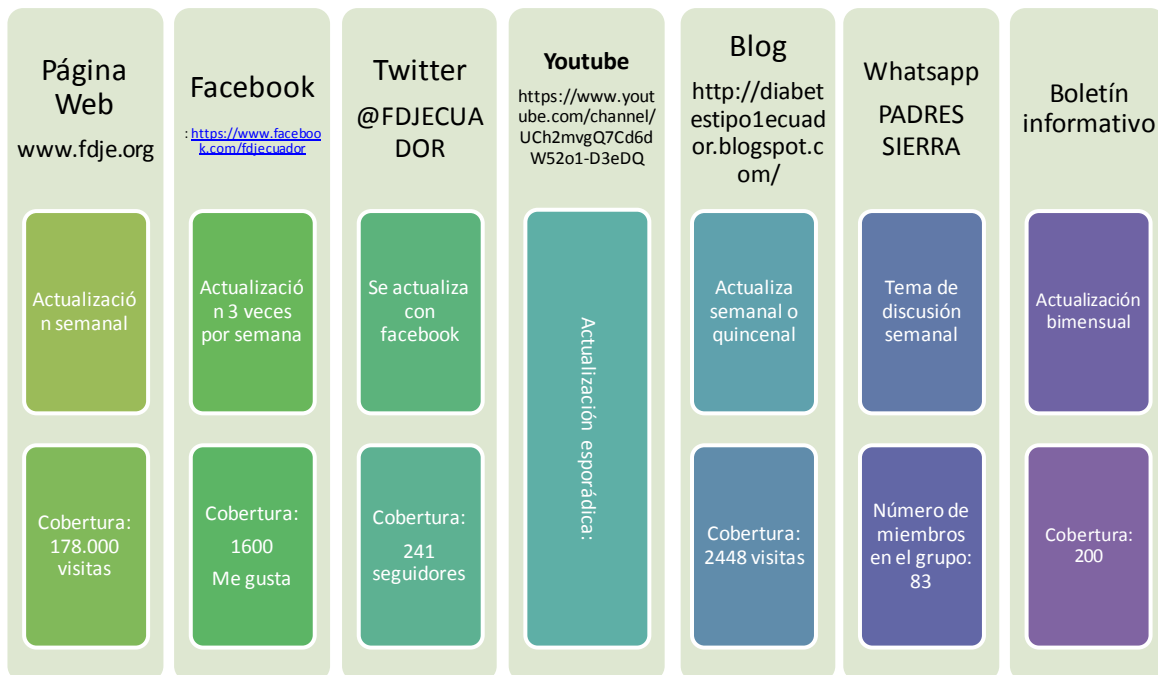 Página
Web
www.fdje.org
Actualizació
n semanal
Cobertura:
178.000
visitas
Facebook
: https://www.faceboo
k.com/fdjecuador
Actualizació
n 3 veces
por semana
Cobertura:
1600
Me gusta
Twitter
@FDJECUA
DOR
Se actualiza
con
facebook
Cobertura:
241
seguidores
Youtube
https://www.yout
ube.com/channel/
UCh2mvgQ7Cd6d
W52o1-D3eDQ
Actualización esporádica:
Blog
http://diabet
estipo1ecuad
or.blogspot.c
om/
Actualiza
semanal o
quincenal
Cobertura:
2448 visitas
Whatsapp
PADRES
SIERRA
Tema de
discusión
semanal
Número de
miembros
en el grupo:
83
Boletín
informativo
Actualización
bimensual
Cobertura:
200